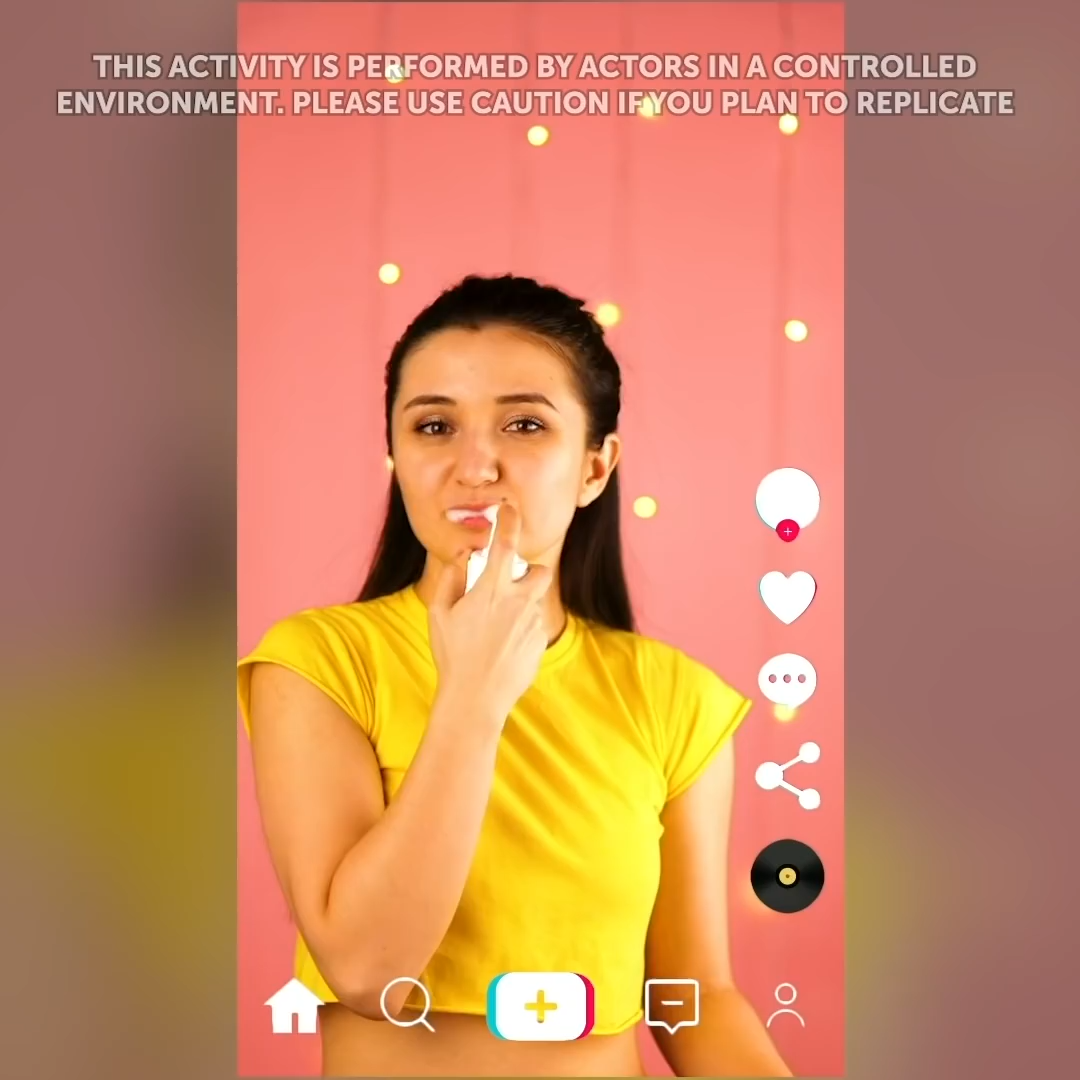 THIS ACTIVITY IS PERFORMED BY ACTORS IN A CONTROLLED
ENVIRONMENT. PLEASE USE CAUTION IF YOU PLAN TO REPLICATE